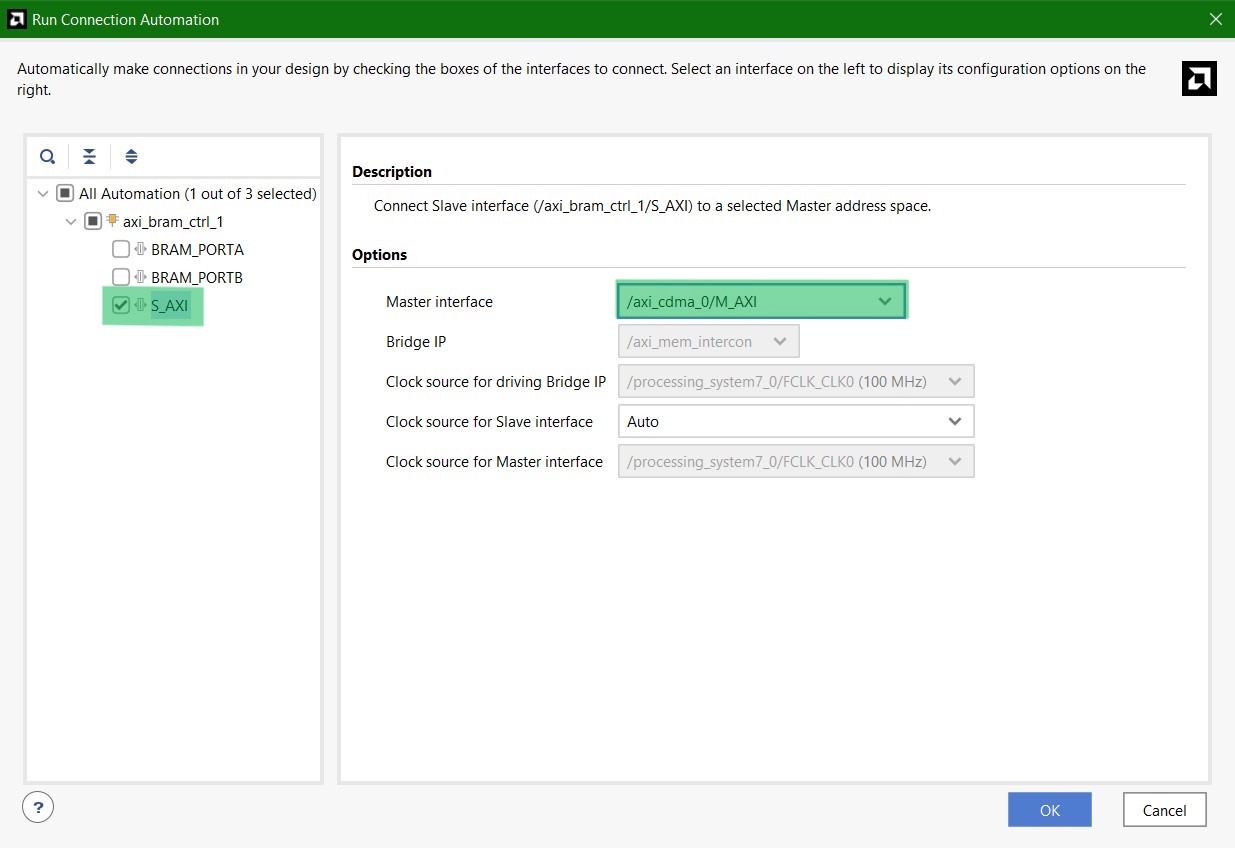 Run Connection Automation
Automatically make connections in your design by checking the boxes of the interfaces to connect. Select an interface on the left to display its configuration options on the
right.
All Automation (1 out of 3 selected)
axi_bram_ctrl_1
BRAM_PORTA
BRAM_PORTB
S_AXI
Description
Connect Slave interface (/axi_bram_ctrl_1/S_AXI) to a selected Master address space.
Options
Master interface /axi_cdma_0/M_AXI
Bridge IP /axi_mem_intercon
Clock source for driving Bridge IP /processing_system7_0/FCLK_CLK0 (100 MHz)
Clock source for Slave interface Auto
Clock source for Master interface /processing_system7_0/FCLK_CLK0 (100 MHz)
?
OK
Cancel